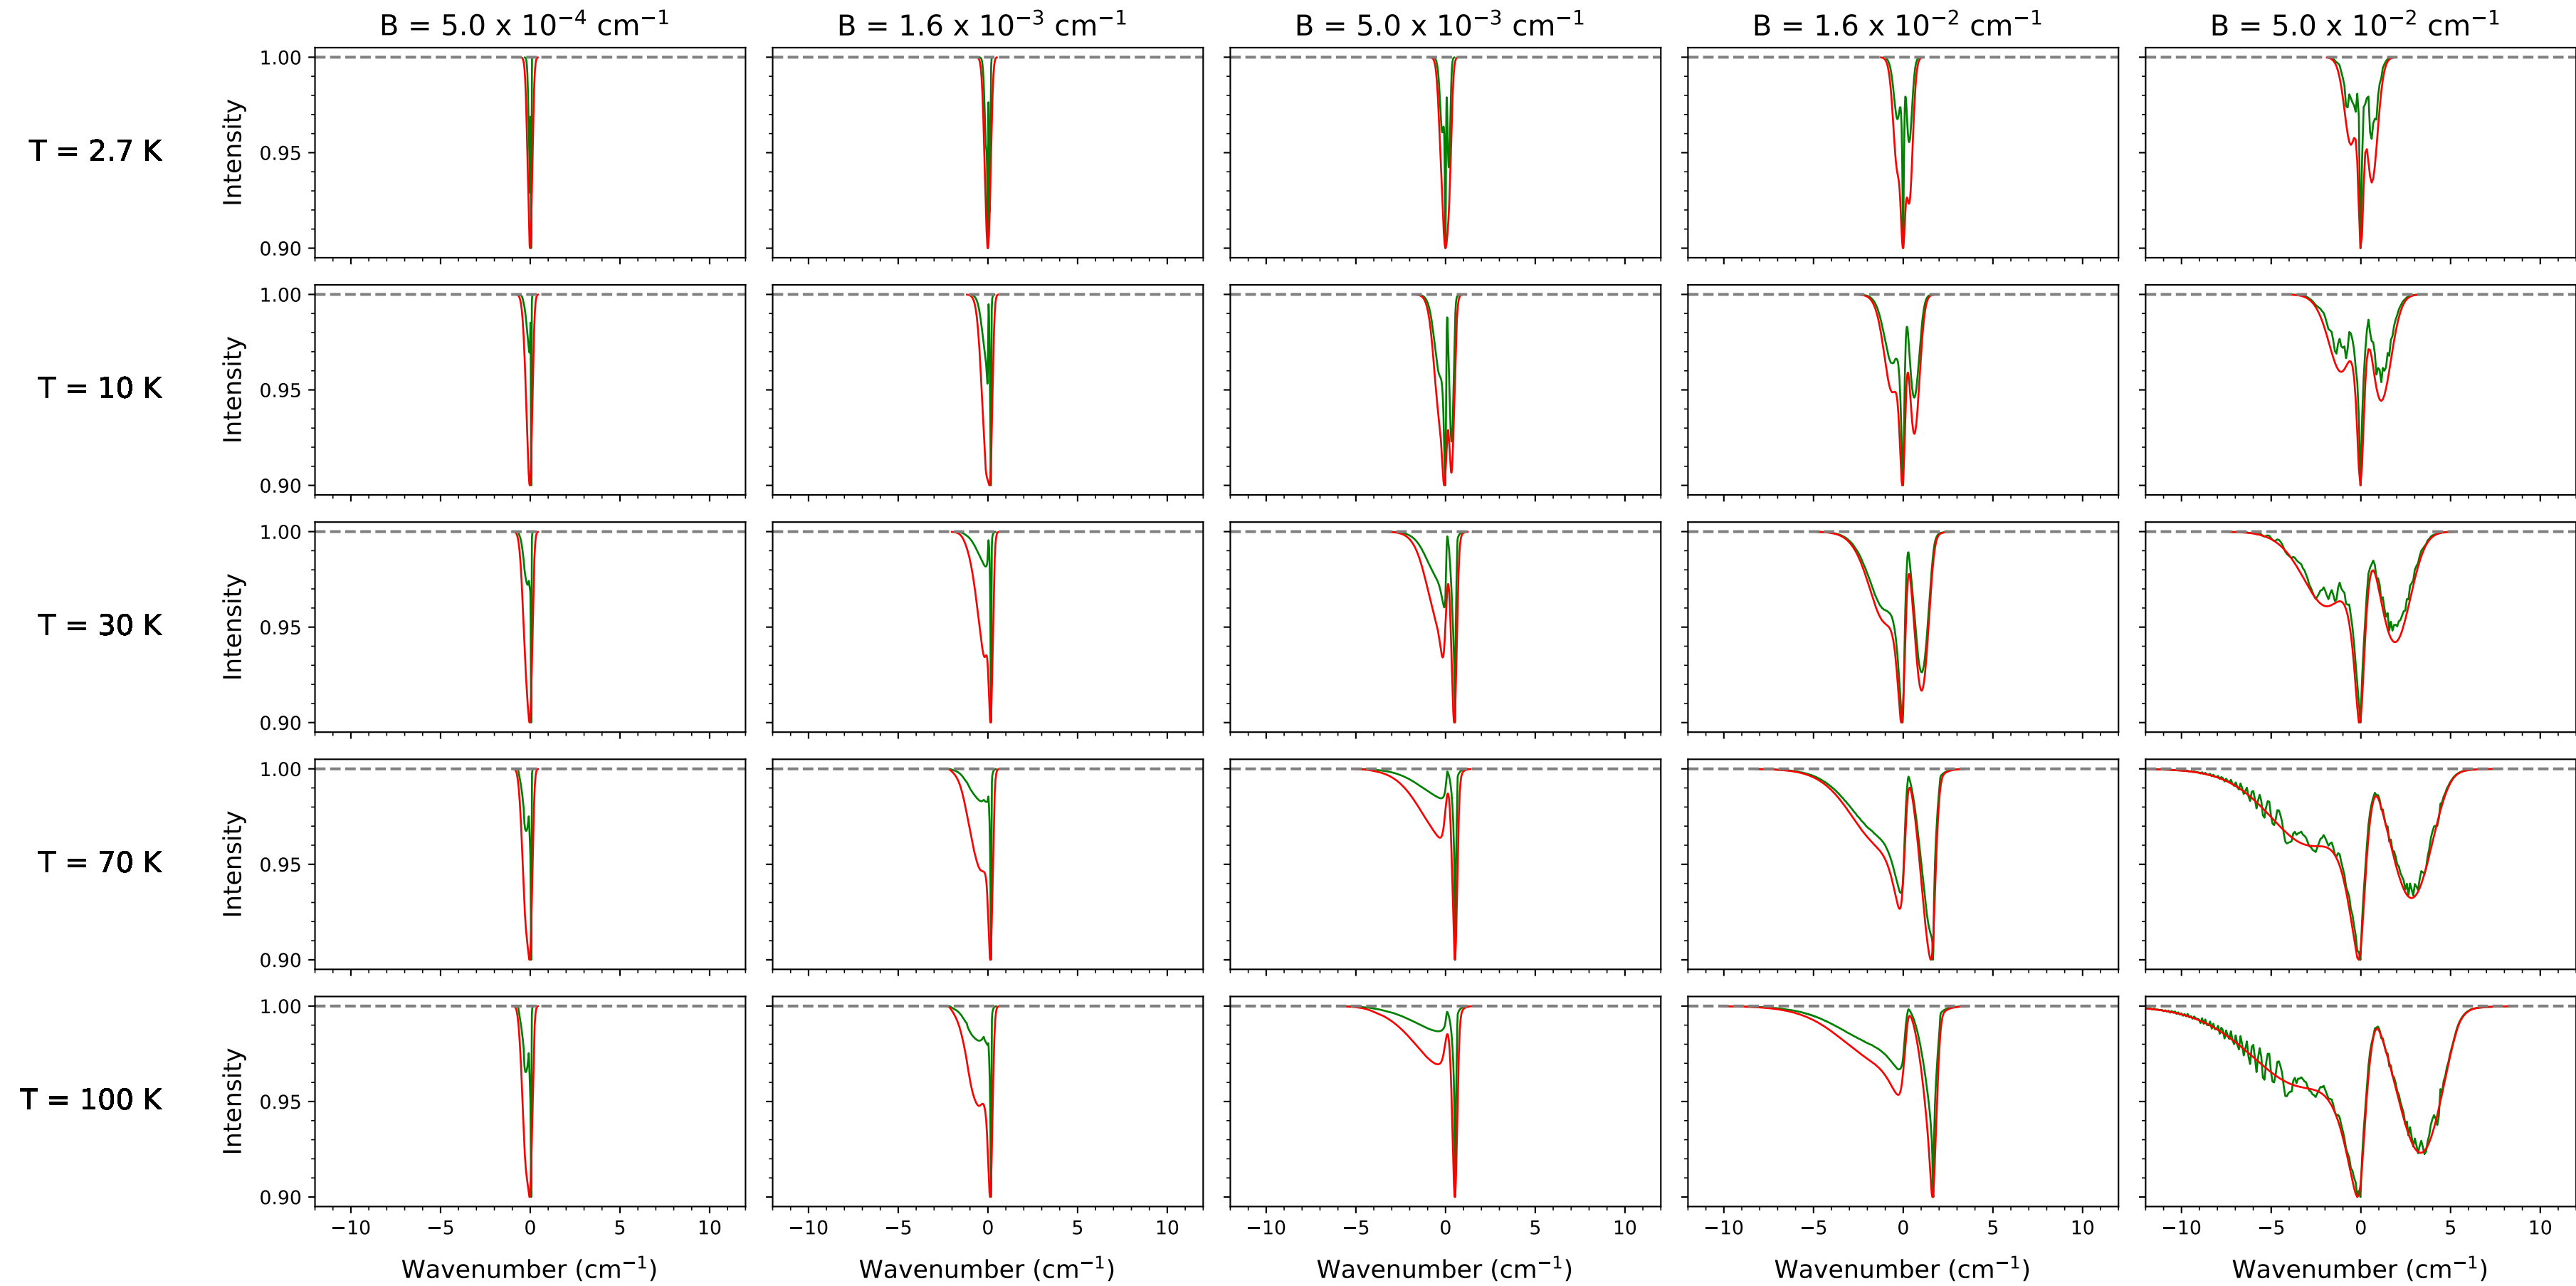 B = 5.0 x 10⁻⁴ cm⁻¹ B = 1.6 x 10⁻³ cm⁻¹ B = 5.0 x 10⁻³ cm⁻¹ B = 1.6 x 10⁻² cm⁻¹ B = 5.0 x 10⁻² cm⁻¹
1.00
T = 2.7 K Intensity 0.95
0.90
1.00
T = 10 K Intensity 0.95
0.90
1.00
T = 30 K Intensity 0.95
0.90
1.00
T = 70 K Intensity 0.95
0.90
1.00
T = 100 K Intensity 0.95
0.90
−10 −5 0 5 10 −10 −5 0 5 10 −10 −5 0 5 10 −10 −5 0 5 10 −10 −5 0 5 10
Wavenumber (cm⁻¹) Wavenumber (cm⁻¹) Wavenumber (cm⁻¹) Wavenumber (cm⁻¹) Wavenumber (cm⁻¹)